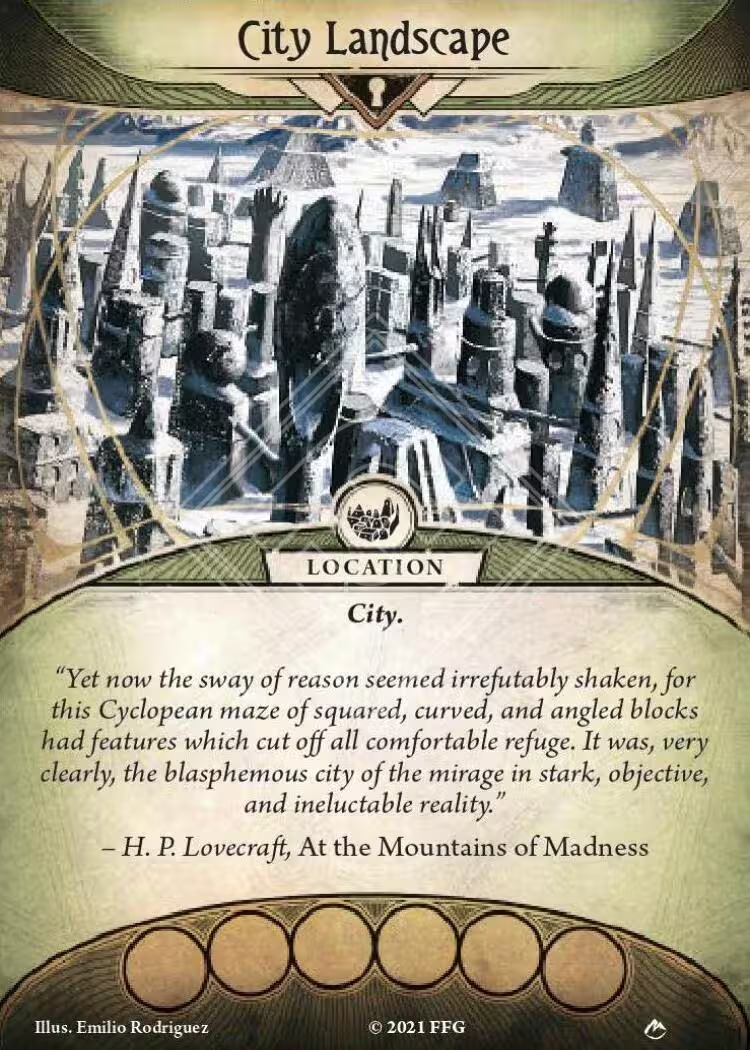 City Landscape
LOCATION
City.
“Yet now the sway of reason seemed irrefutably shaken, for
this Cyclopean maze of squared, curved, and angled blocks
had features which cut off all comfortable refuge. It was, very
clearly, the blasphemous city of the mirage in stark, objective,
and ineluctable reality.”
– H. P. Lovecraft, At the Mountains of Madness
Illus. Emilio Rodriguez
© 2021 FFG